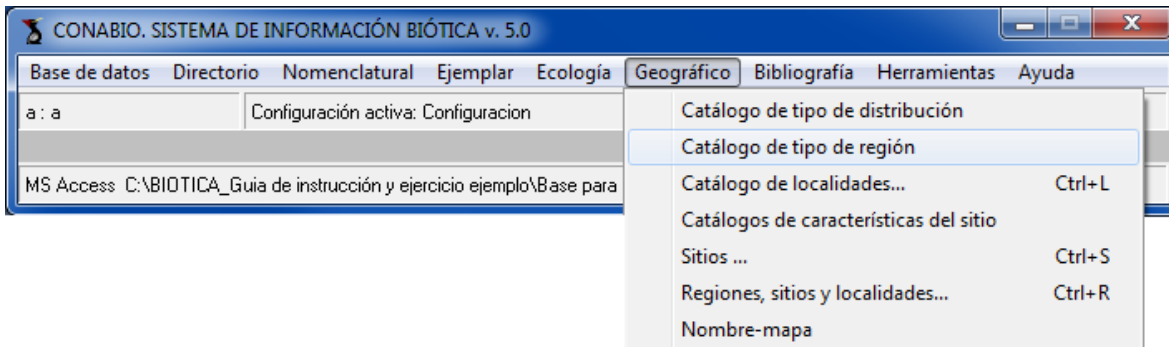 CONABIO. SISTEMA DE INFORMACIÓN BIÓTICA v. 5.0
Base de datos Directorio Nomenclatural Ejemplar Ecología Geográfico Bibliografía Herramientas Ayuda
a : a Configuración activa: Configuracion
Catálogo de tipo de distribución
Catálogo de tipo de región
MS Access C:\BIOTICA_Guia de instrucción y ejercicio ejemplo\Base para
Catálogo de localidades... Ctrl+L
Catálogos de características del sitio
Sitios ... Ctrl+S
Regiones, sitios y localidades... Ctrl+R
Nombre-mapa